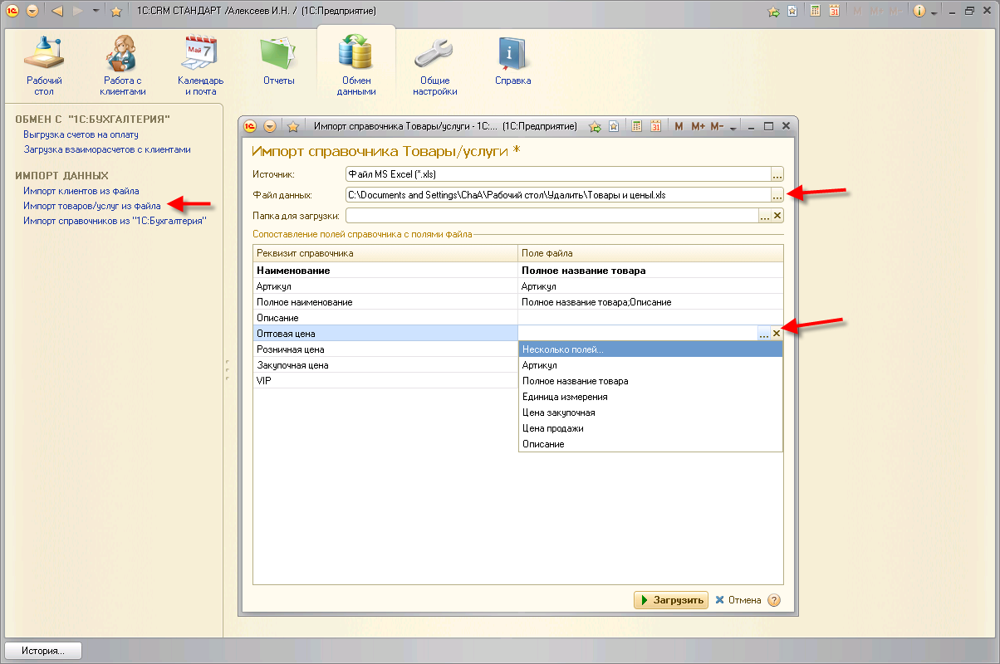 1С:CRM СТАНДАРТ /Алексеев И.Н. / (1С:Предприятие)
31
M M+ M-
Май 7
Рабочий стол
Работа с клиентами
Календарь и почта
Отчеты
Обмен данными
Общие настройки
Справка
ОБМЕН С "1С:БУХГАЛТЕРИЯ"
Выгрузка счетов на оплату
Загрузка взаиморасчетов с клиентами
ИМПОРТ ДАННЫХ
Импорт клиентов из файла
Импорт товаров/услуг из файла
Импорт справочников из "1С:Бухгалтерия"
Импорт справочника Товары/услуги - 1С:... (1С:Предприятие)
31
M M+ M-
Импорт справочника Товары/услуги *
Источник: Файл MS Excel (*.xls) ...
Файл данных: C:\Documents and Settings\ChaA\Рабочий стол\Удалить\Товары и цены.xls ...
Папка для загрузки: ...
Сопоставление полей справочника с полями файла
Реквизит справочника Поле файла
Наименование Полное название товара
Артикул Артикул
Полное наименование Полное название товара;Описание
Описание
Оптовая цена ...
Розничная цена Несколько полей...
Закупочная цена Артикул
VIP Полное название товара
Единица измерения
Цена закупочная
Цена продажи
Описание
Загрузить Отмена ?
История...